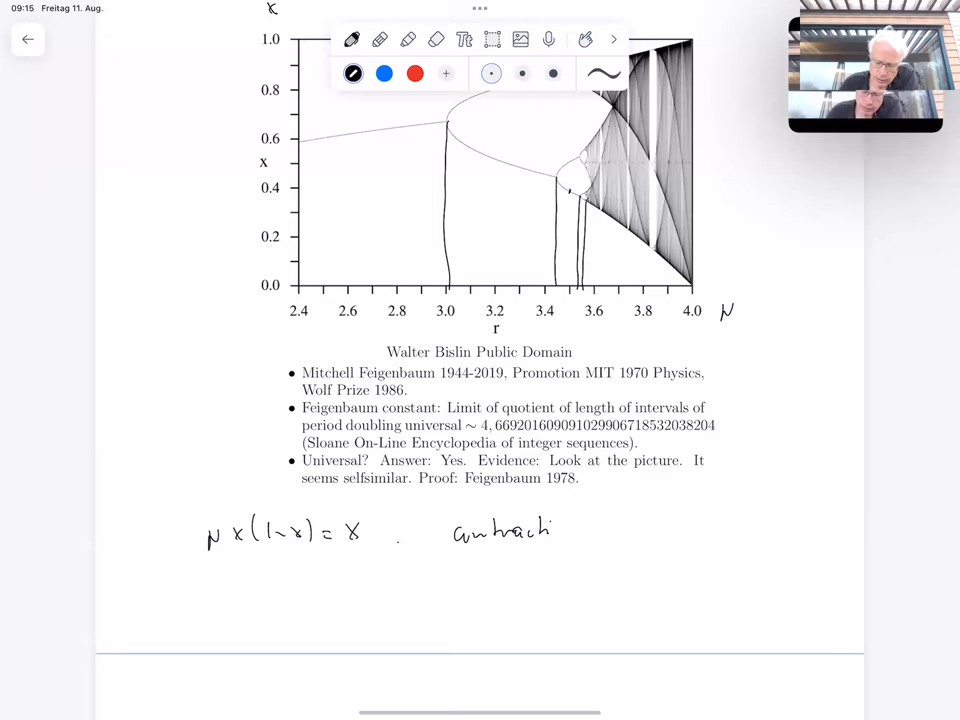 09:15 Freitag 11. Aug.
x
1.0
0.8
0.6
x
0.4
0.2
0.0
2.4 2.6 2.8 3.0 3.2 3.4 3.6 3.8 4.0 μ
r
Tt
Walter Bislin Public Domain
• Mitchell Feigenbaum 1944-2019, Promotion MIT 1970 Physics,
Wolf Prize 1986.
• Feigenbaum constant: Limit of quotient of length of intervals of
period doubling universal ∼ 4,669201609091029906718532038204
(Sloane On-Line Encyclopedia of integer sequences).
• Universal? Answer: Yes. Evidence: Look at the picture. It
seems selfsimilar. Proof: Feigenbaum 1978.
μ x(1-x) = x . contracti